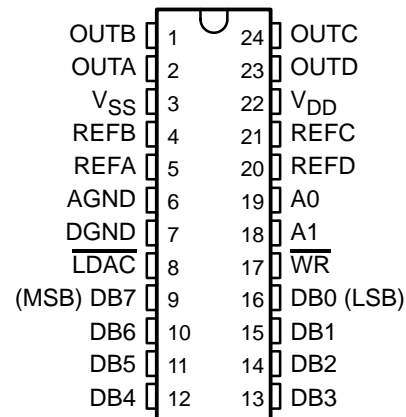 OUTB 1 24 OUTC
OUTA 2 23 OUTD
VSS 3 22 VDD
REFB 4 21 REFC
REFA 5 20 REFD
AGND 6 19 A0
DGND 7 18 A1
LDAC 8 17 WR
(MSB) DB7 9 16 DB0 (LSB)
DB6 10 15 DB1
DB5 11 14 DB2
DB4 12 13 DB3